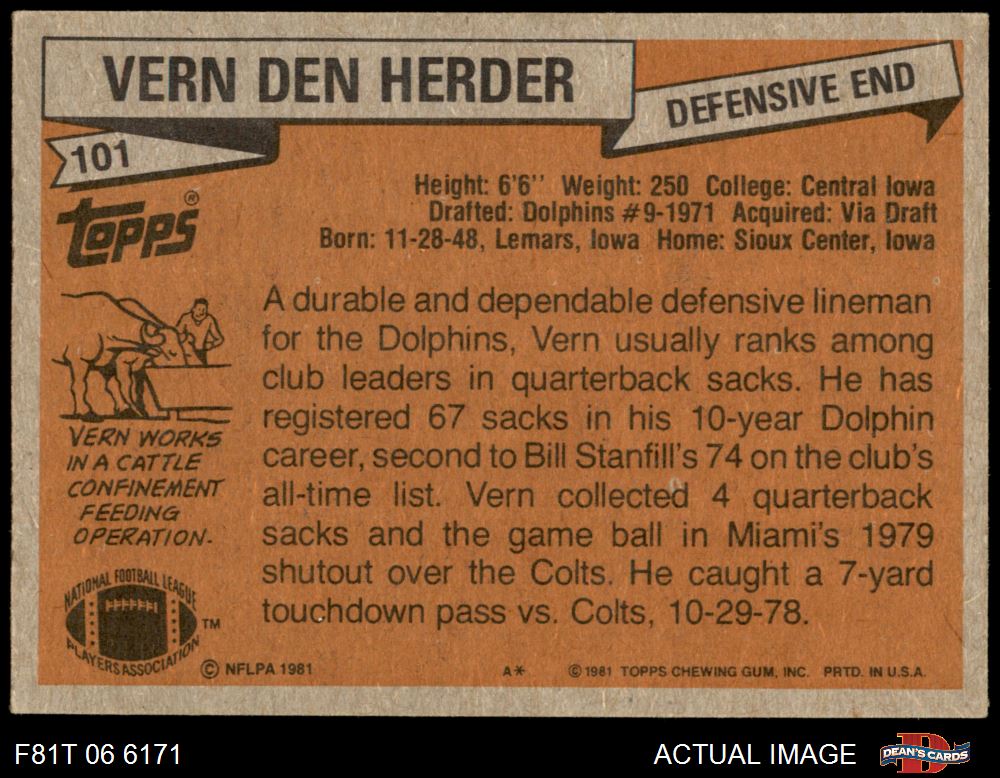 VERN DEN HERDER
DEFENSIVE END
101
TOPPS®
Height: 6'6'' Weight: 250 College: Central Iowa
Drafted: Dolphins #9-1971 Acquired: Via Draft
Born: 11-28-48, Lemars, Iowa Home: Sioux Center, Iowa
A durable and dependable defensive lineman
for the Dolphins, Vern usually ranks among
club leaders in quarterback sacks. He has
registered 67 sacks in his 10-year Dolphin
career, second to Bill Stanfill's 74 on the club's
all-time list. Vern collected 4 quarterback
sacks and the game ball in Miami's 1979
shutout over the Colts. He caught a 7-yard
touchdown pass vs. Colts, 10-29-78.
VERN WORKS
IN A CATTLE
CONFINEMENT
FEEDING
OPERATION.
NATIONAL FOOTBALL LEAGUE
PLAYERS ASSOCIATION
TM
© NFLPA 1981
A*
© 1981 TOPPS CHEWING GUM, INC. PRTD. IN U.S.A.
F81T 06 6171
ACTUAL IMAGE
DEAN'S CARDS